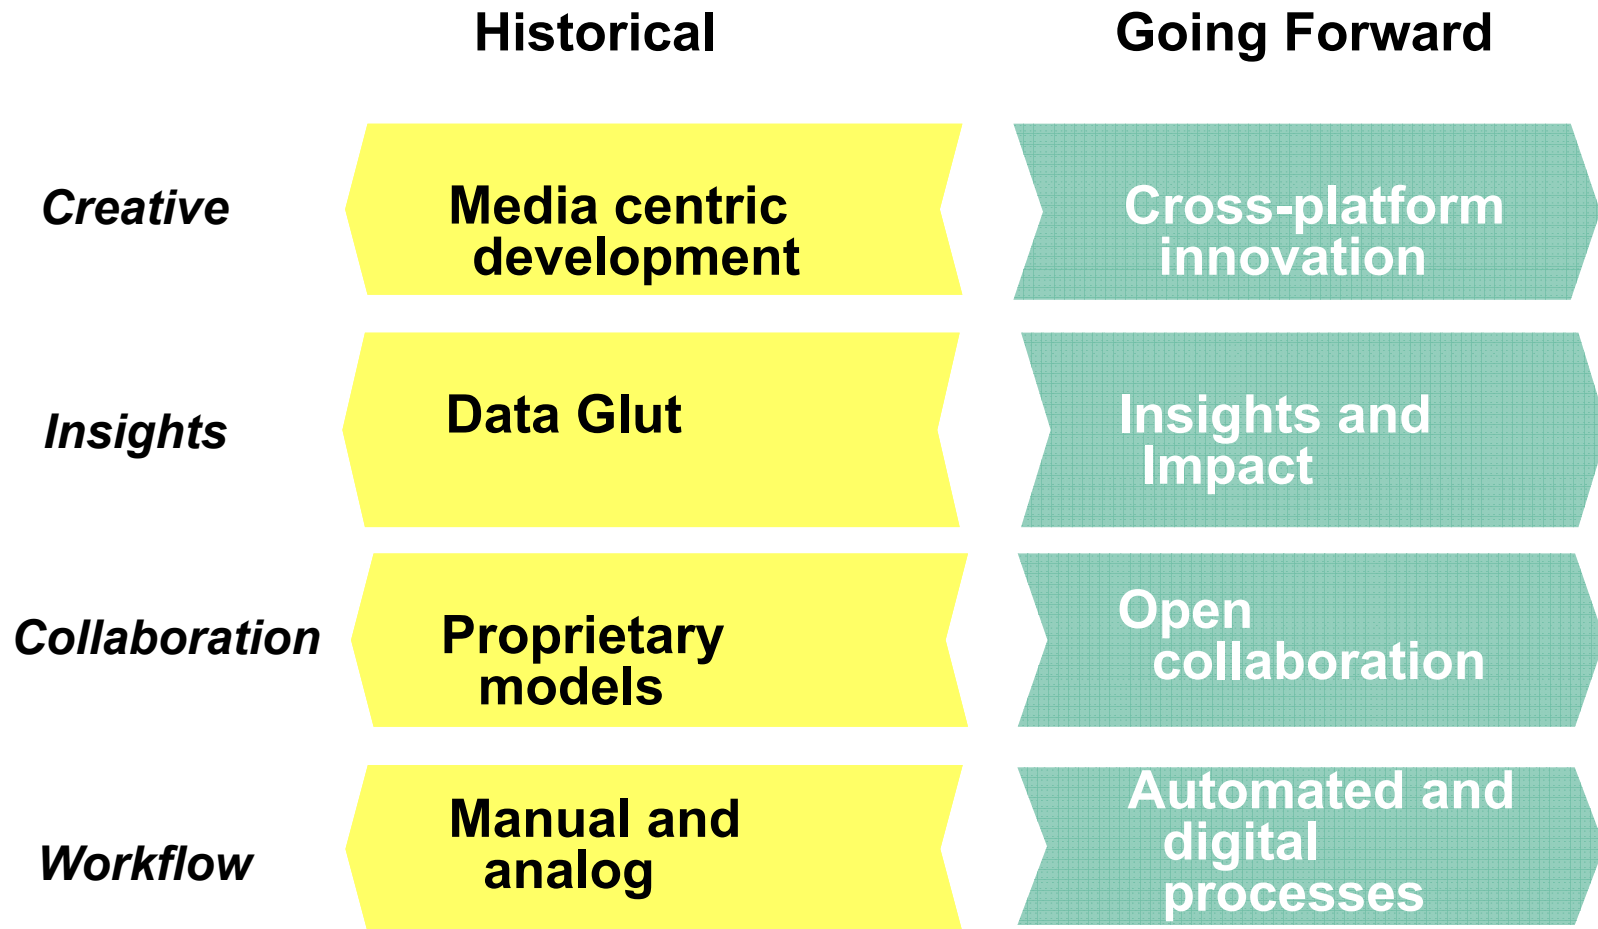 Historical
Going Forward
Creative
Media centric
development
Cross-platform
innovation
Insights
Data Glut
Insights and
Impact
Collaboration
Proprietary
models
Open
collaboration
Workflow
Manual and
analog
Automated and
digital
processes